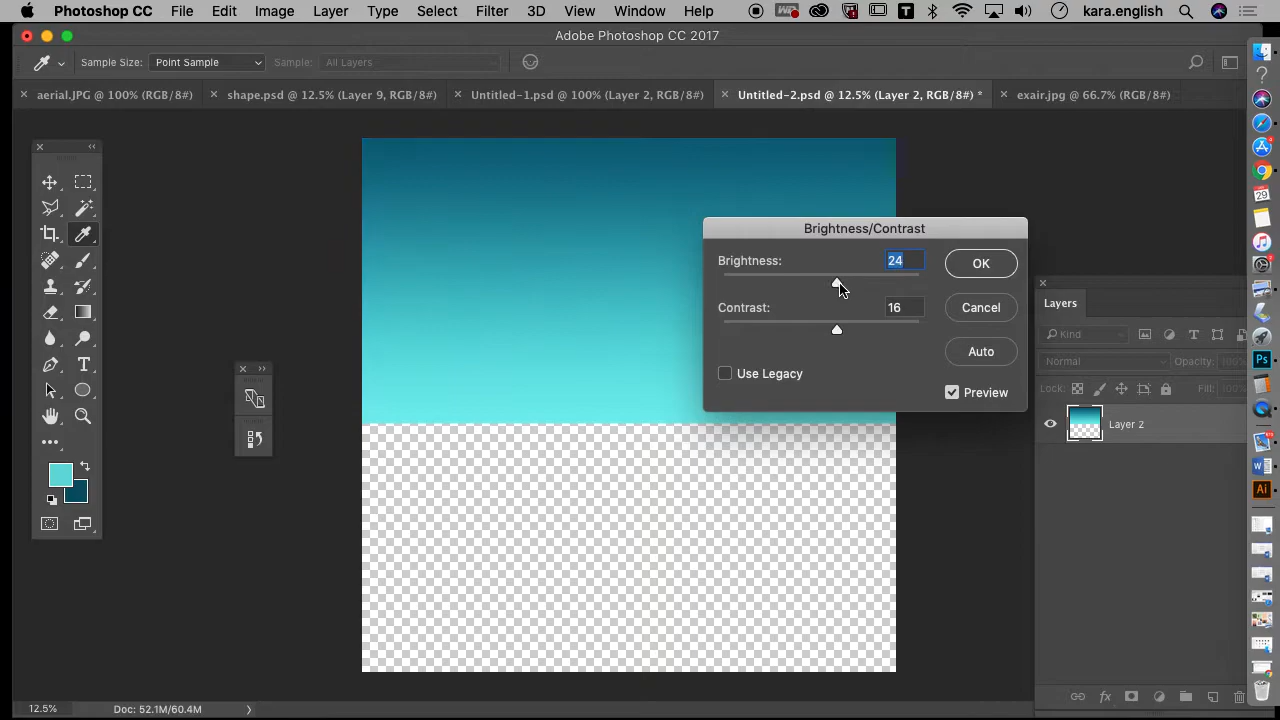 Photoshop CC File Edit Image Layer Type Select Filter 3D View Window Help kara.english
Adobe Photoshop CC 2017
Sample Size: Point Sample Sample: All Layers
aerial.JPG @ 100% (RGB/8#) shape.psd @ 12.5% (Layer 9, RGB/8#) Untitled-1.psd @ 100% (Layer 2, RGB/8#) Untitled-2.psd @ 12.5% (Layer 2, RGB/8#) * exair.jpg @ 66.7% (RGB/8#)
Brightness/Contrast
Brightness: 24 OK
Contrast: 16 Cancel
Auto
Use Legacy
Preview
Layers
Kind
Normal Opacity: 100%
Lock: Fill:
Layer 2
29
Ps
W
Ai
12.5% Doc: 52.1M/60.4M